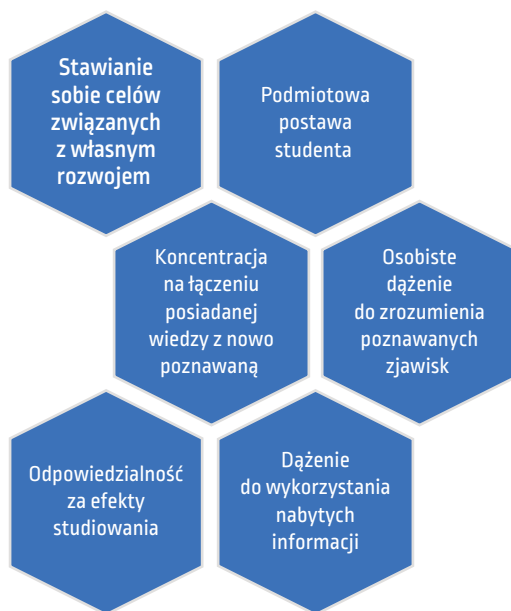 Stawianie
sobie celów
związanych
z własnym
rozwojem
Podmiotowa
postawa
studenta
Koncentracja
na łączeniu
posiadanej
wiedzy z nowo
poznawaną
Osobiste
dążenie
do zrozumienia
poznawanych
zjawisk
Odpowiedzialność
za efekty
studiowania
Dążenie
do wykorzystania
nabytych
informacji